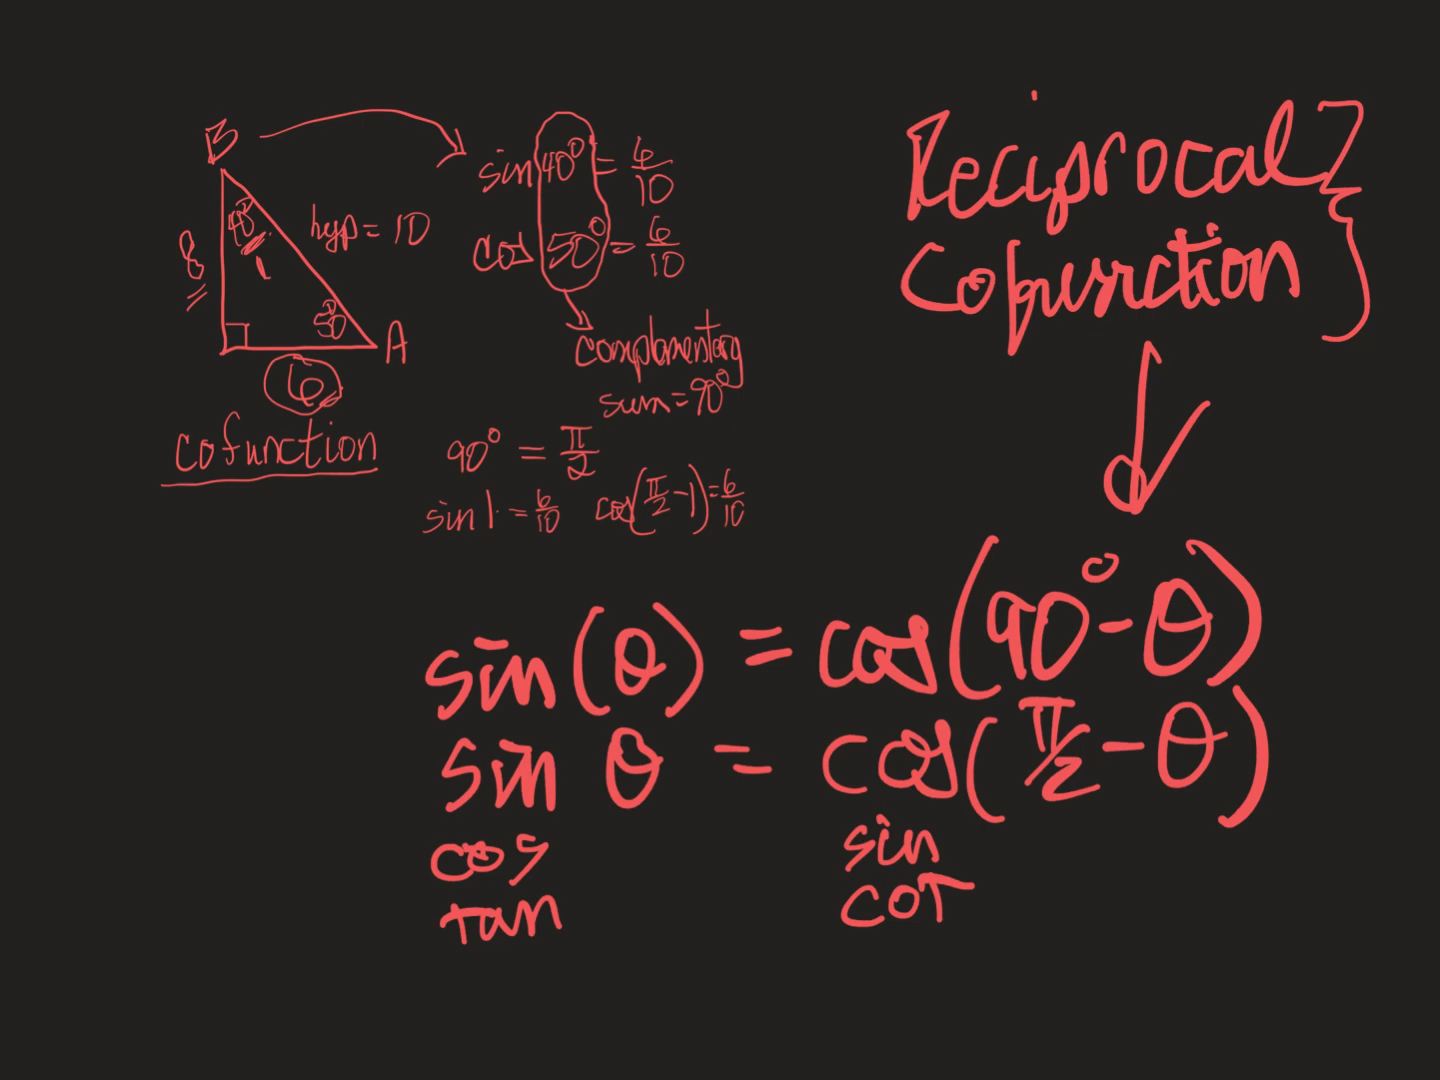 B
sin 40° = 6/10
hyp = 10
8
cos 50° = 6/10
50°
A
6
complementary
sum = 90°
cofunction
90° = π/2
sin 1 = 6/10 cos(π/2 - 1) = 6/10
Reciprocal
Cofunction
sin(θ) = cos(90° - θ)
sin θ = cos(π/2 - θ)
cos sin
tan cot